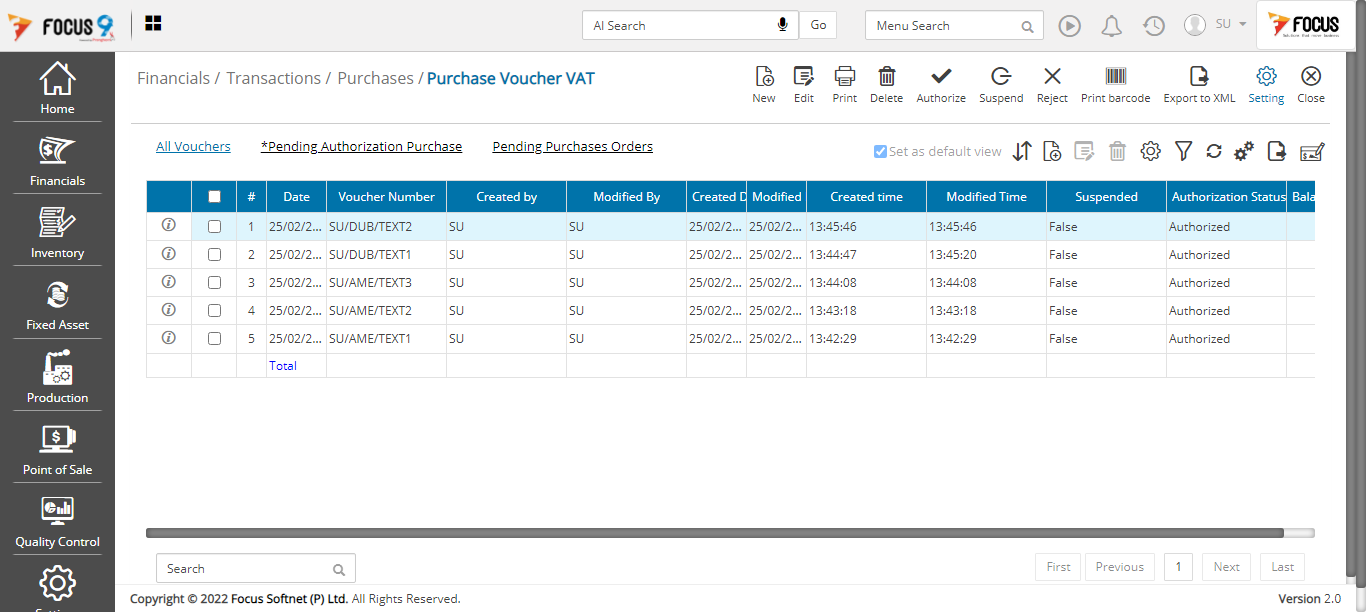 FOCUS 9
AI Search
Go
Menu Search
SU
FOCUS
Home
Financials
Inventory
Fixed Asset
Production
Point of Sale
Quality Control
Financials / Transactions / Purchases / Purchase Voucher VAT
New Edit Print Delete Authorize Suspend Reject Print barcode Export to XML Setting Close
All Vouchers *Pending Authorization Purchase Pending Purchases Orders
Set as default view
# Date Voucher Number Created by Modified By Created D Modified Created time Modified Time Suspended Authorization Status Bala
1 25/02/2... SU/DUB/TEXT2 SU SU 25/02/2... 25/02/2... 13:45:46 13:45:46 False Authorized
2 25/02/2... SU/DUB/TEXT1 SU SU 25/02/2... 25/02/2... 13:44:47 13:45:20 False Authorized
3 25/02/2... SU/AME/TEXT3 SU SU 25/02/2... 25/02/2... 13:44:08 13:44:08 False Authorized
4 25/02/2... SU/AME/TEXT2 SU SU 25/02/2... 25/02/2... 13:43:18 13:43:18 False Authorized
5 25/02/2... SU/AME/TEXT1 SU SU 25/02/2... 25/02/2... 13:42:29 13:42:29 False Authorized
Total
Search
First Previous 1 Next Last
Copyright © 2022 Focus Softnet (P) Ltd. All Rights Reserved.
Version 2.0